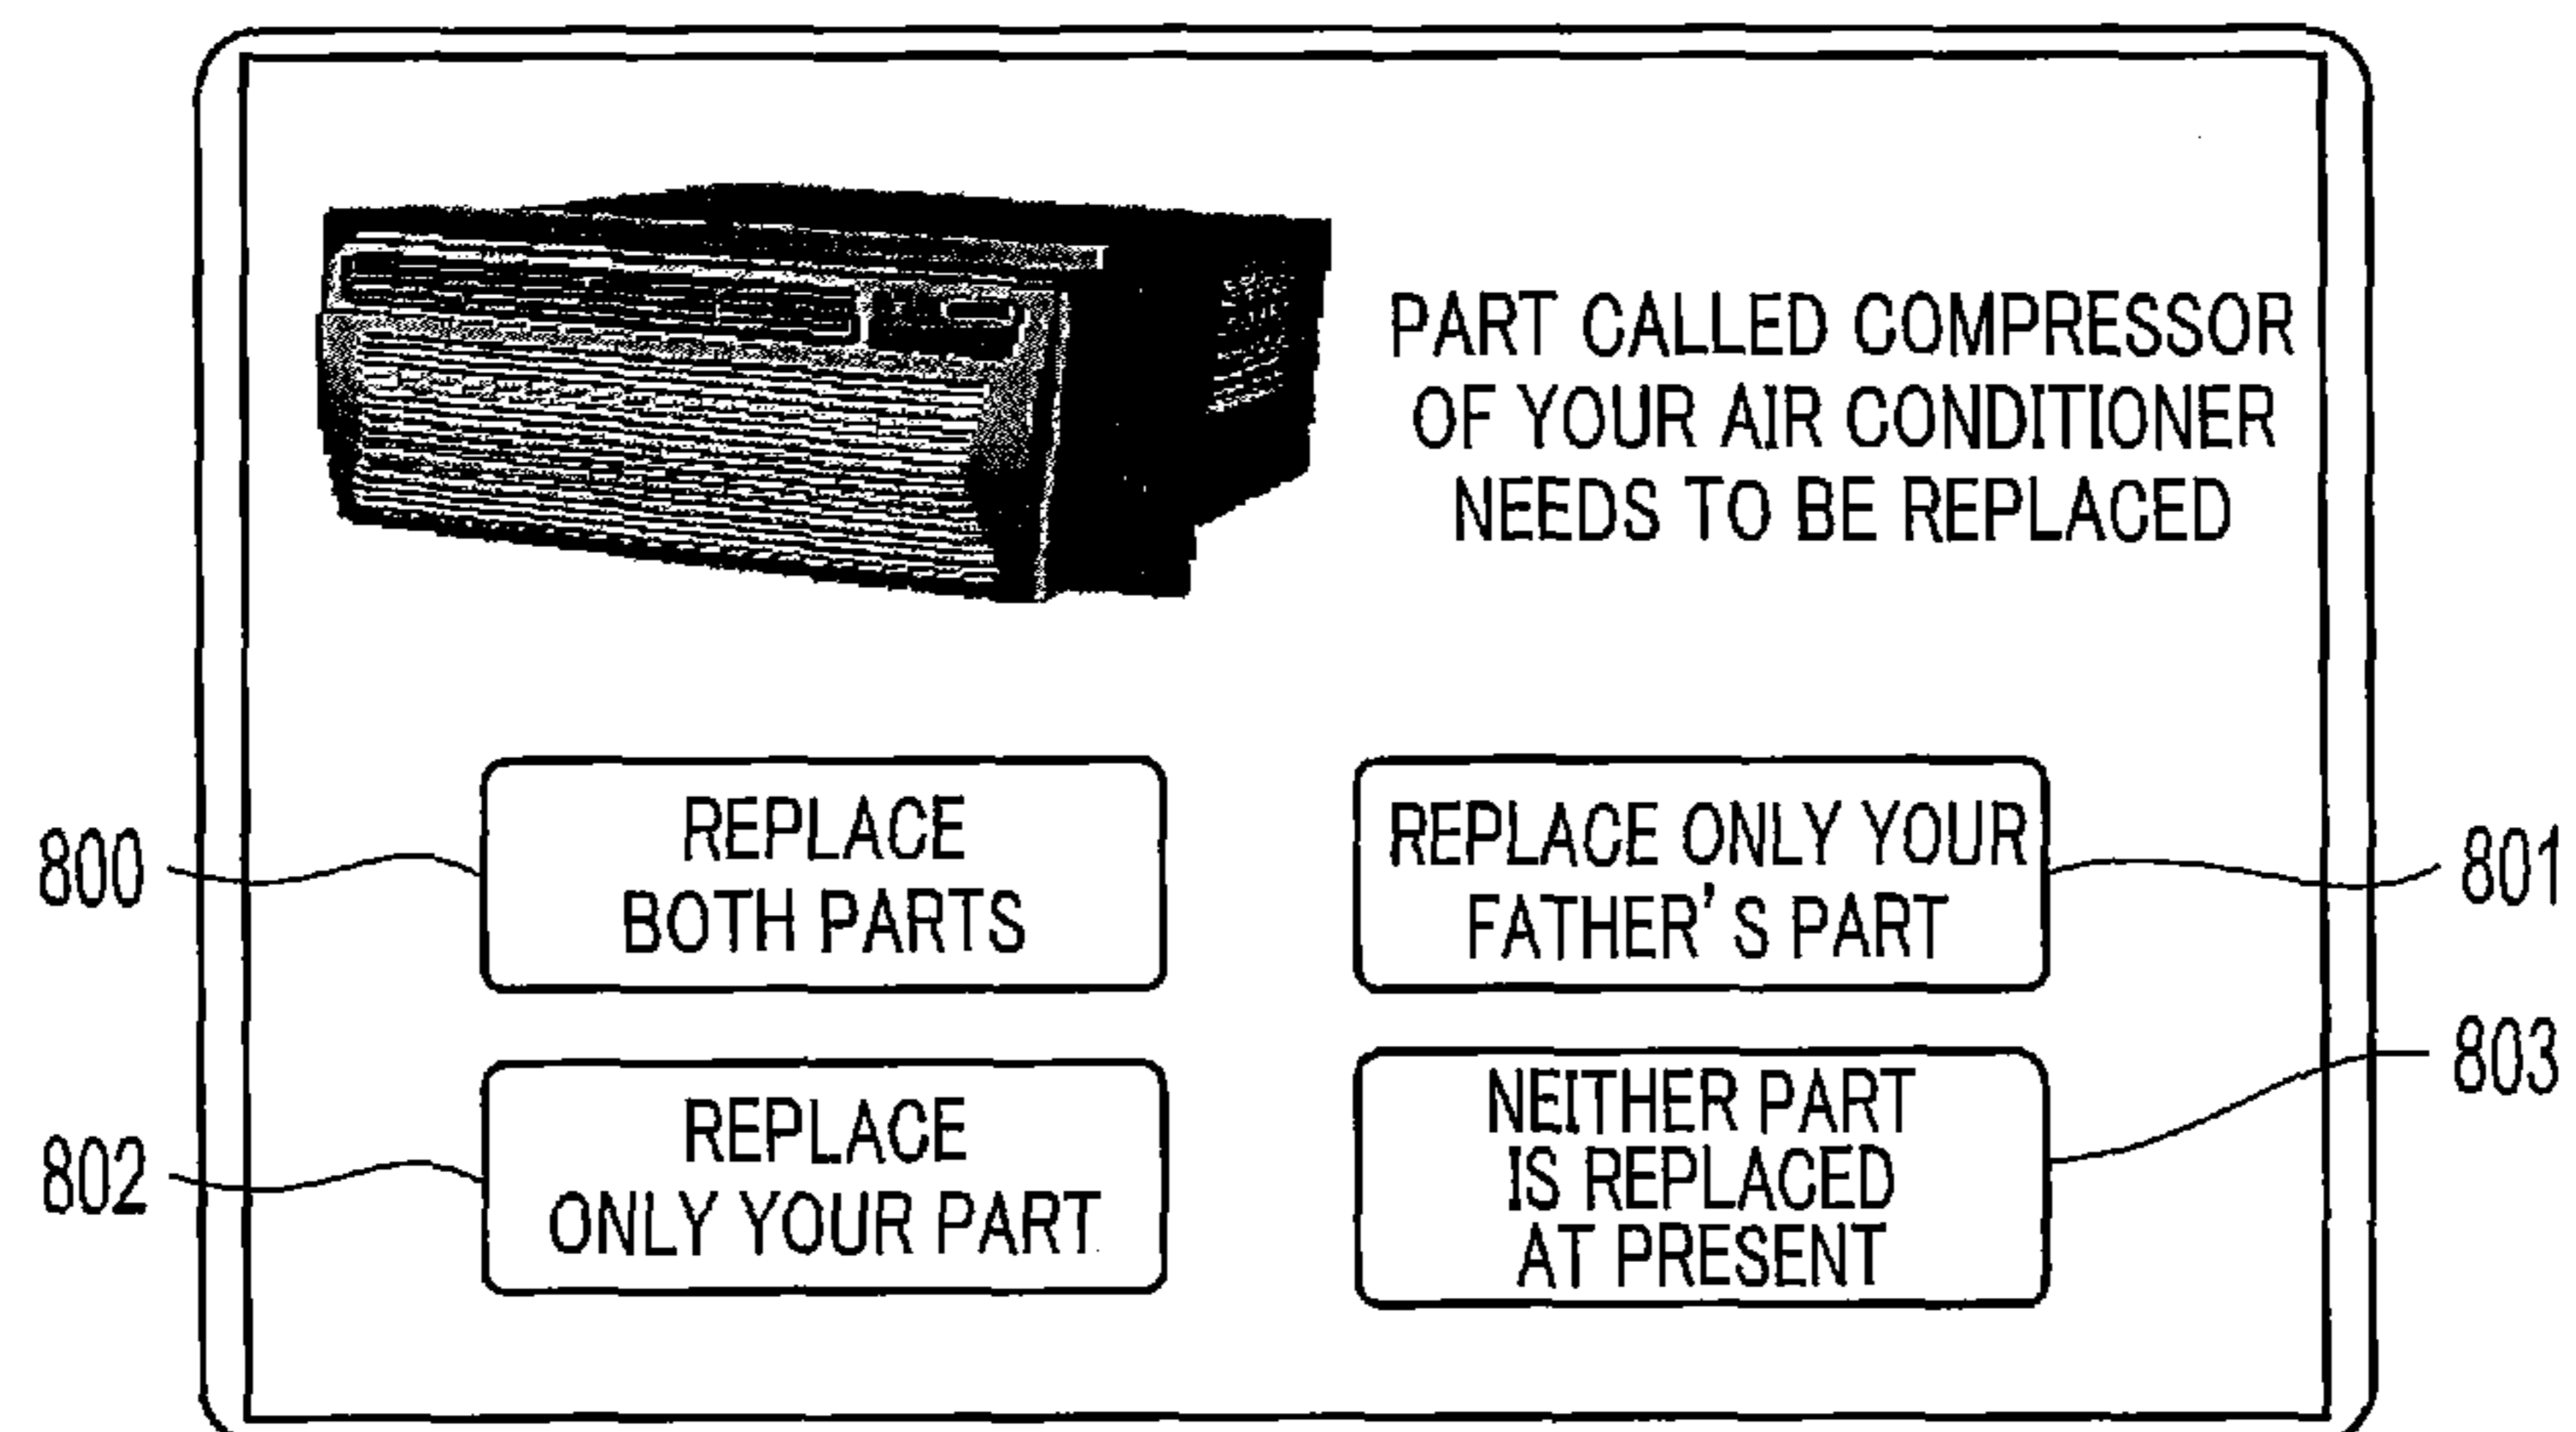 PART CALLED COMPRESSOR
OF YOUR AIR CONDITIONER
NEEDS TO BE REPLACED
800
REPLACE
BOTH PARTS
REPLACE ONLY YOUR
FATHER'S PART
801
802
REPLACE
ONLY YOUR PART
NEITHER PART
IS REPLACED
AT PRESENT
803